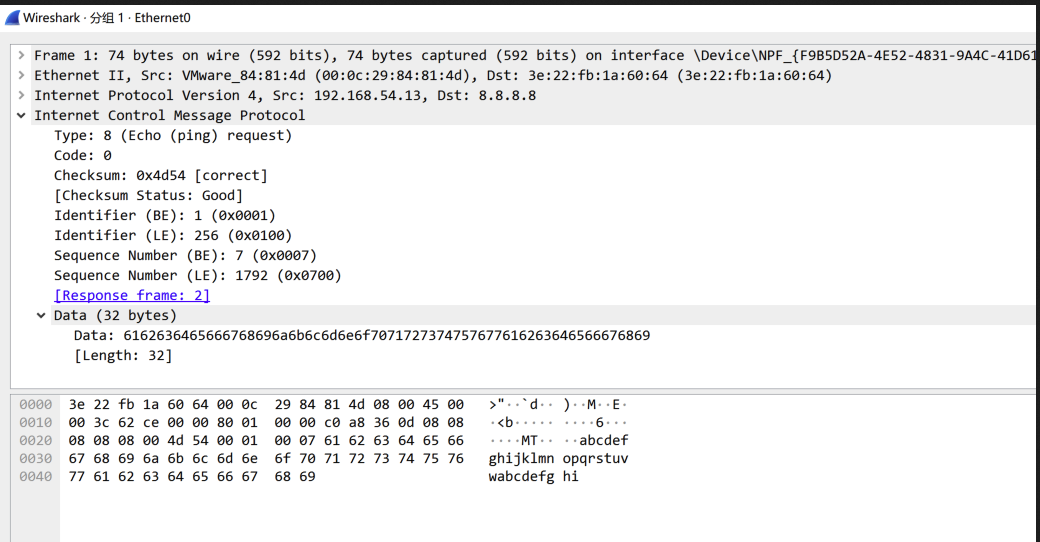 Wireshark · 分组 1 · Ethernet0
Frame 1: 74 bytes on wire (592 bits), 74 bytes captured (592 bits) on interface \Device\NPF_{F9B5D52A-4E52-4831-9A4C-41D61
Ethernet II, Src: VMware_84:81:4d (00:0c:29:84:81:4d), Dst: 3e:22:fb:1a:60:64 (3e:22:fb:1a:60:64)
Internet Protocol Version 4, Src: 192.168.54.13, Dst: 8.8.8.8
Internet Control Message Protocol
Type: 8 (Echo (ping) request)
Code: 0
Checksum: 0x4d54 [correct]
[Checksum Status: Good]
Identifier (BE): 1 (0x0001)
Identifier (LE): 256 (0x0100)
Sequence Number (BE): 7 (0x0007)
Sequence Number (LE): 1792 (0x0700)
[Response frame: 2]
Data (32 bytes)
Data: 6162636465666768696a6b6c6d6e6f7071727374757677616263646566676869
[Length: 32]
0000 3e 22 fb 1a 60 64 00 0c 29 84 81 4d 08 00 45 00 >"··`d·· )··M··E·
0010 00 3c 62 ce 00 00 80 01 00 00 c0 a8 36 0d 08 08 ·<b····· ····6···
0020 08 08 08 00 4d 54 00 01 00 07 61 62 63 64 65 66 ····MT·· ··abcdef
0030 67 68 69 6a 6b 6c 6d 6e 6f 70 71 72 73 74 75 76 ghijklmn opqrstuv
0040 77 61 62 63 64 65 66 67 68 69 wabcdefg hi